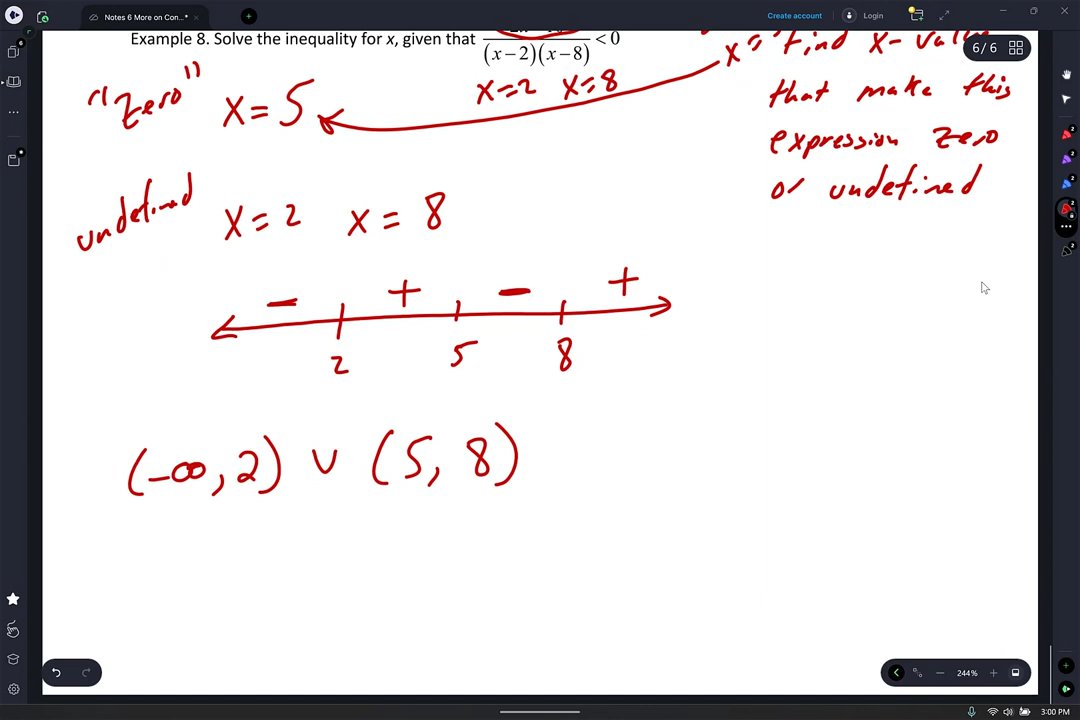 Notes 6 More on Con...*
Create account
Login
6/6
Example 8. Solve the inequality for x, given that
(x−2)(x−8) <0
x = find x-value
that make this
expression zero
or undefined
x=2 x=8
"Zero" x = 5
undefined x = 2 x = 8
− + − +
2 5 8
(-∞, 2) ∪ (5, 8)
244%
3:00 PM